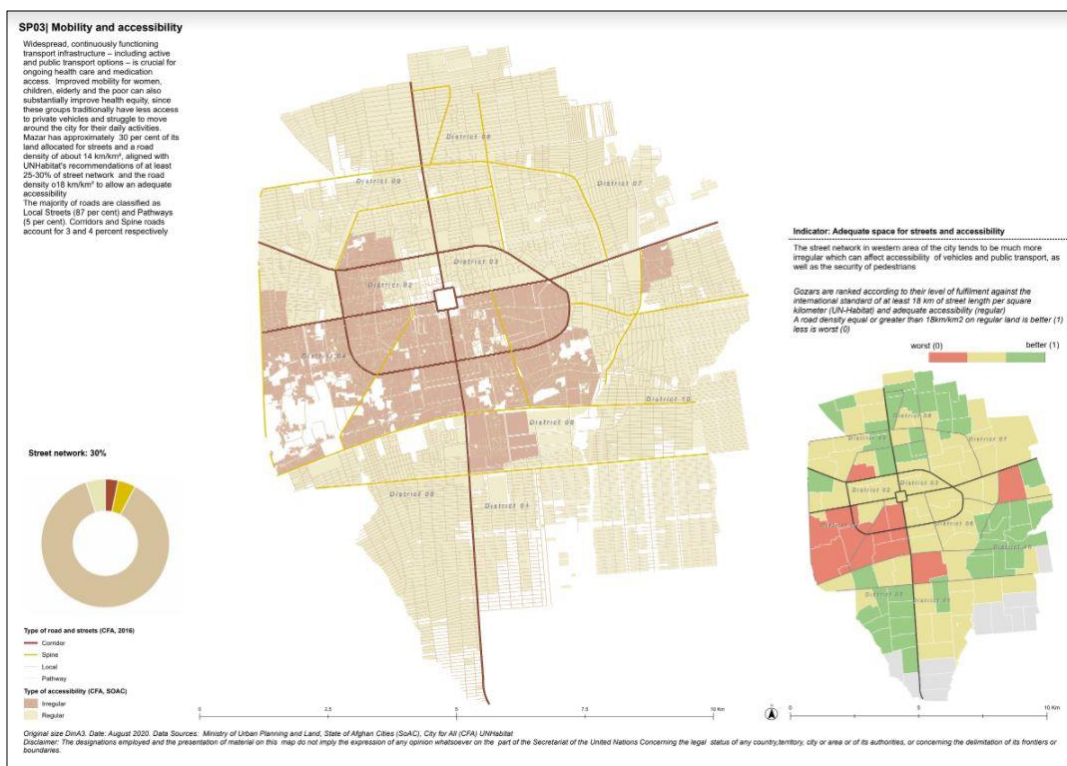 SP03| Mobility and accessibility
Widespread, continuously functioning
transport infrastructure – including active
and public transport options – is crucial for
ongoing health care and medication
access.  Improved mobility for women,
children, elderly and the poor can also
substantially improve health equity, since
these groups traditionally have less access
to private vehicles and struggle to move
around the city for their daily activities.
Mazar has approximately  30 per cent of its
land allocated for streets and a road
density of about 14 km/km², aligned with
UNHabitat's recommendations of at least
25-30% of street network  and the road
density o18 km/km² to allow an adequate
accessibility
The majority of roads are classified as
Local Streets (87 per cent) and Pathways
(5 per cent). Corridors and Spine roads
account for 3 and 4 percent respectively
District 08
District 09
District 07
District 03
District 02
District 04
District 10
District 06
District 05
District 01
Street network: 30%
Type of road and streets (CFA, 2016)
Corridor
Spine
Local
Pathway
Type of accessibility (CFA, SOAC)
Irregular
Regular
0
2.5
5
7.5
10 Km
Indicator: Adequate space for streets and accessibility
The street network in western area of the city tends to be much more
irregular which can affect accessibility  of vehicles and public transport, as
well as the security of pedestrians
Gozars are ranked according to their level of fulfilment against the
international standard of at least 18 km of street length per square
kilometer (UN-Habitat) and adequate accessibility (regular)
A road density equal or greater than 18km/km2 on regular land is better (1)
less is worst (0)
worst (0)
better (1)
District 08
District 07
District 03
District 02
District 06
District 01
0
5
10 Km
Original size DinA3. Date: August 2020. Data Sources:  Ministry of Urban Planning and Land, State of Afghan Cities (SoAC), City for All (CFA) UNHabitat
Disclaimer: The designations employed and the presentation of material on this  map do not imply the expression of any opinion whatsoever on the  part of the Secretariat of the United Nations Concerning the legal  status of any country,territory, city or area or of its authorities, or concerning the delimitation of its frontiers or
boundaries.